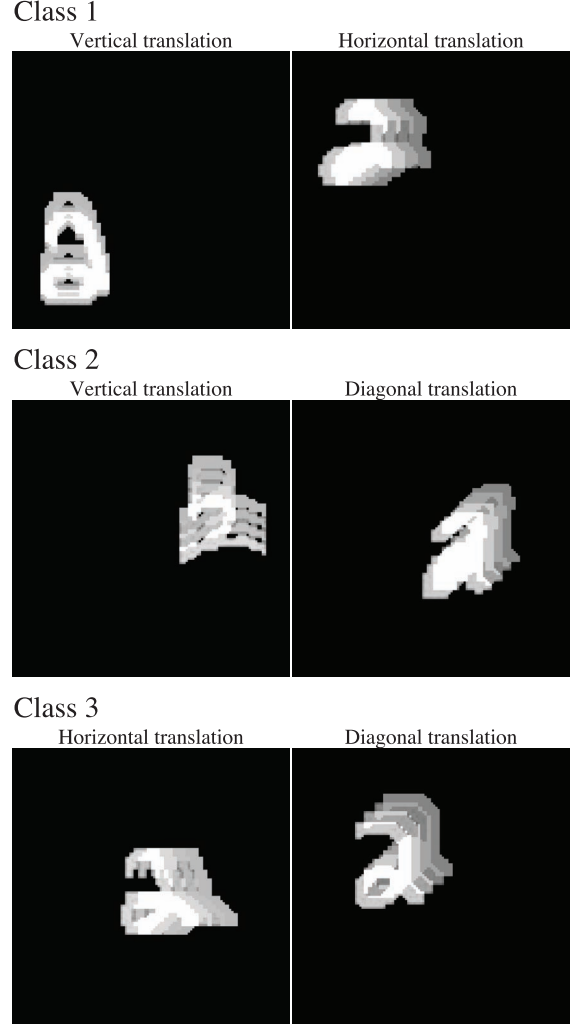 Class 1
Vertical translation
Horizontal translation
Class 2
Vertical translation
Diagonal translation
Class 3
Horizontal translation
Diagonal translation